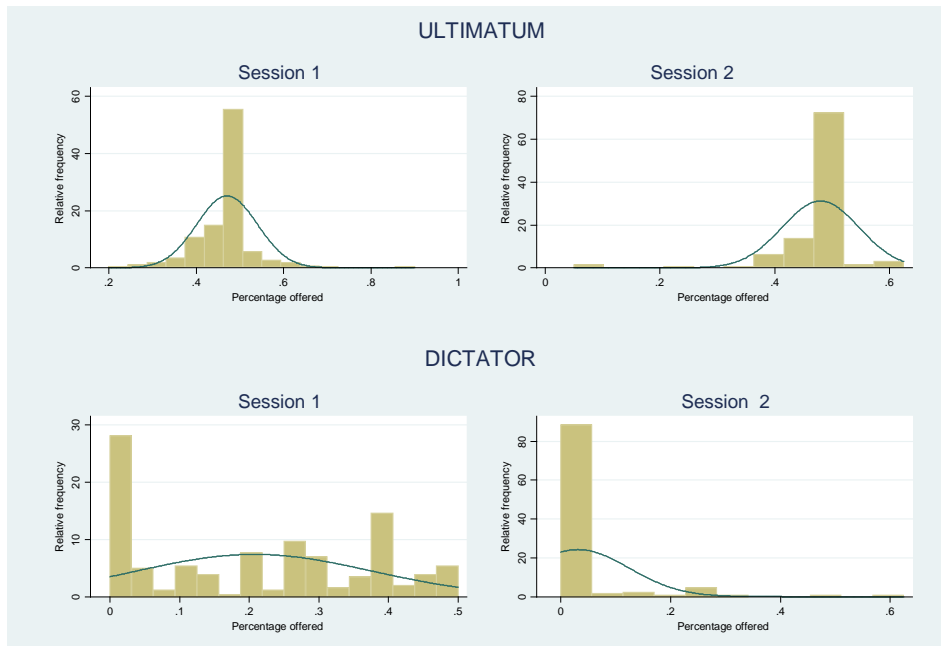 ULTIMATUM
Session 1
Relative frequency
0 20 40 60
.2 .4 .6 .8 1
Percentage offered
Session 2
Relative frequency
0 20 40 60 80
0 .2 .4 .6
Percentage offered
DICTATOR
Session 1
Relative frequency
0 10 20 30
0 .1 .2 .3 .4 .5
Percentage offered
Session 2
Relative frequency
0 20 40 60 80
0 .2 .4 .6
Percentage offered